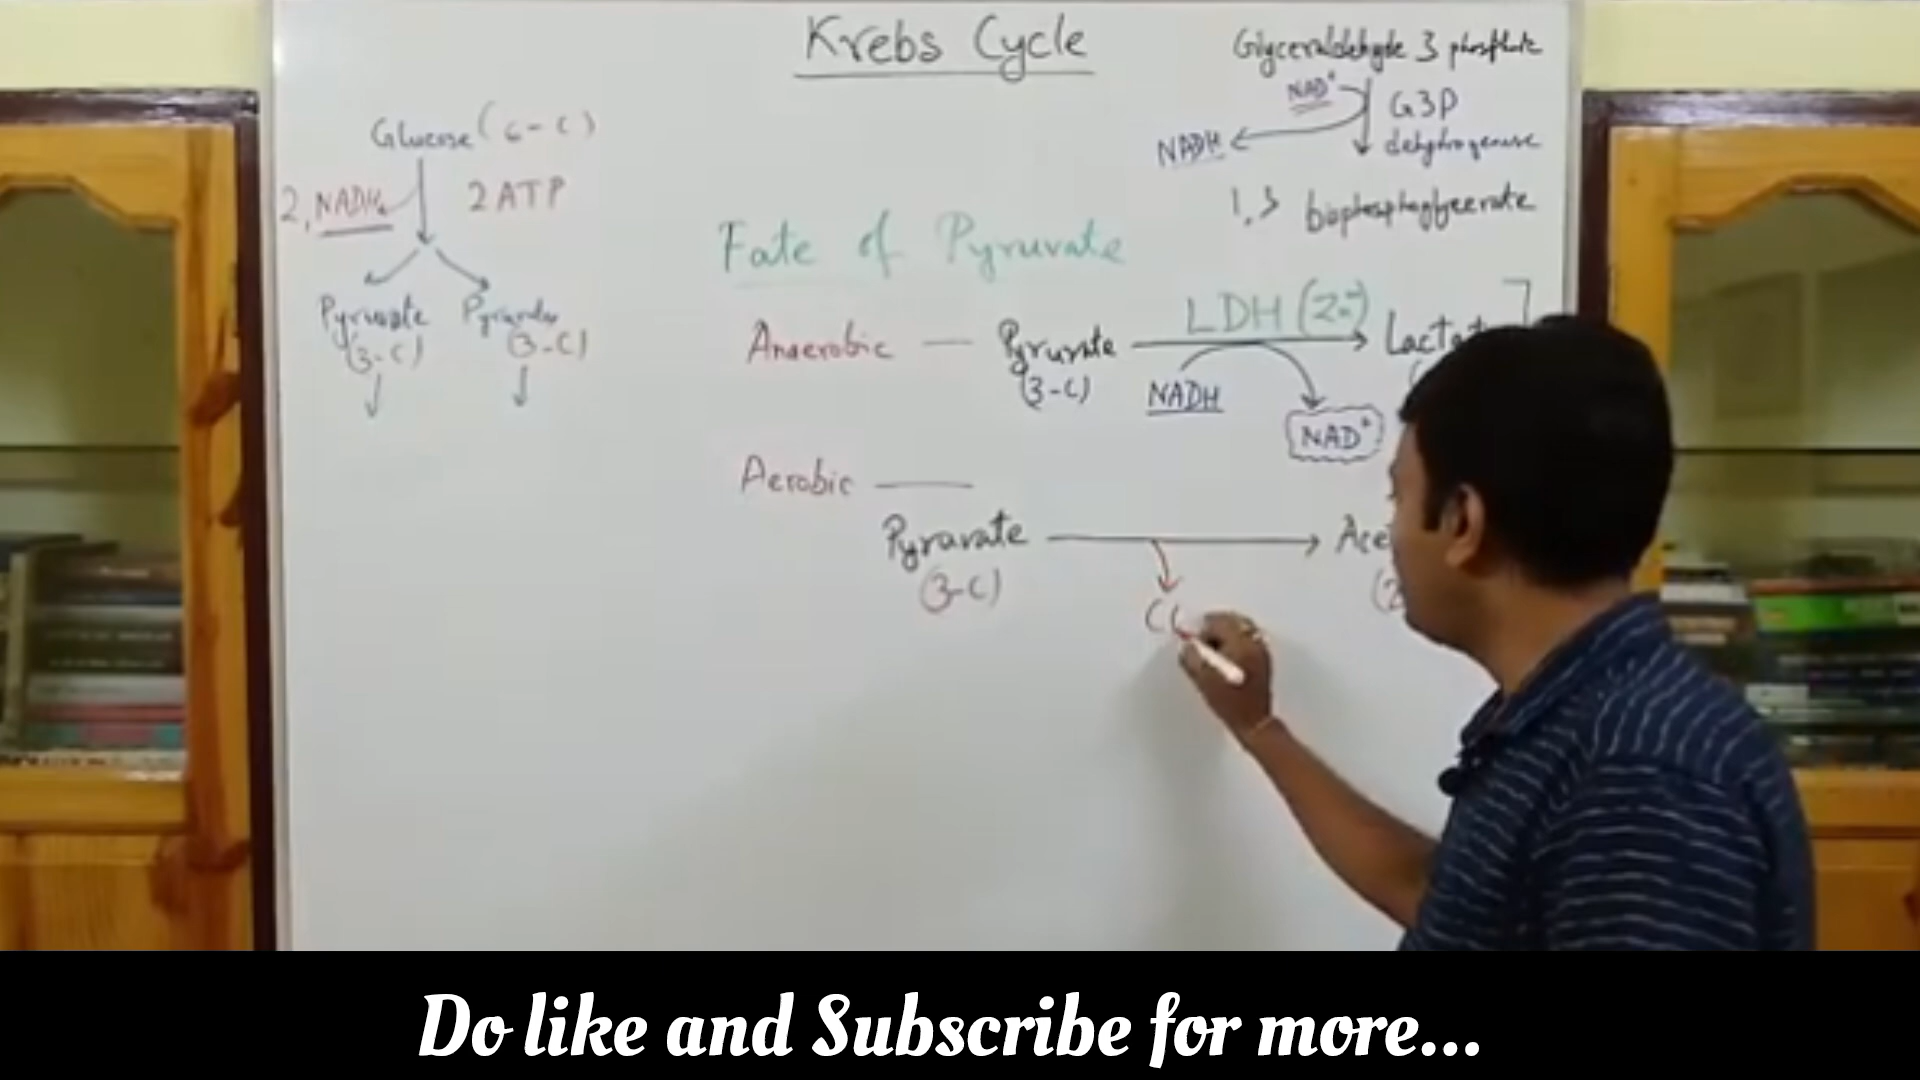 Krebs Cycle
Glyceraldehyde 3 phosphate
NAD⁺
G3P
NADH
dehydrogenase
1,3 bisphosphoglycerate
Glucose (6-C)
2, NADH
2 ATP
Pyruvate
(3-C)
(3-C)
Fate of Pyruvate
Anaerobic — Pyruvate
(3-C)
LDH (Zn²⁺)
Lact
NADH
NAD⁺
Aerobic —
Pyruvate
(3-C)
Ace
(2
C
Do like and Subscribe for more...